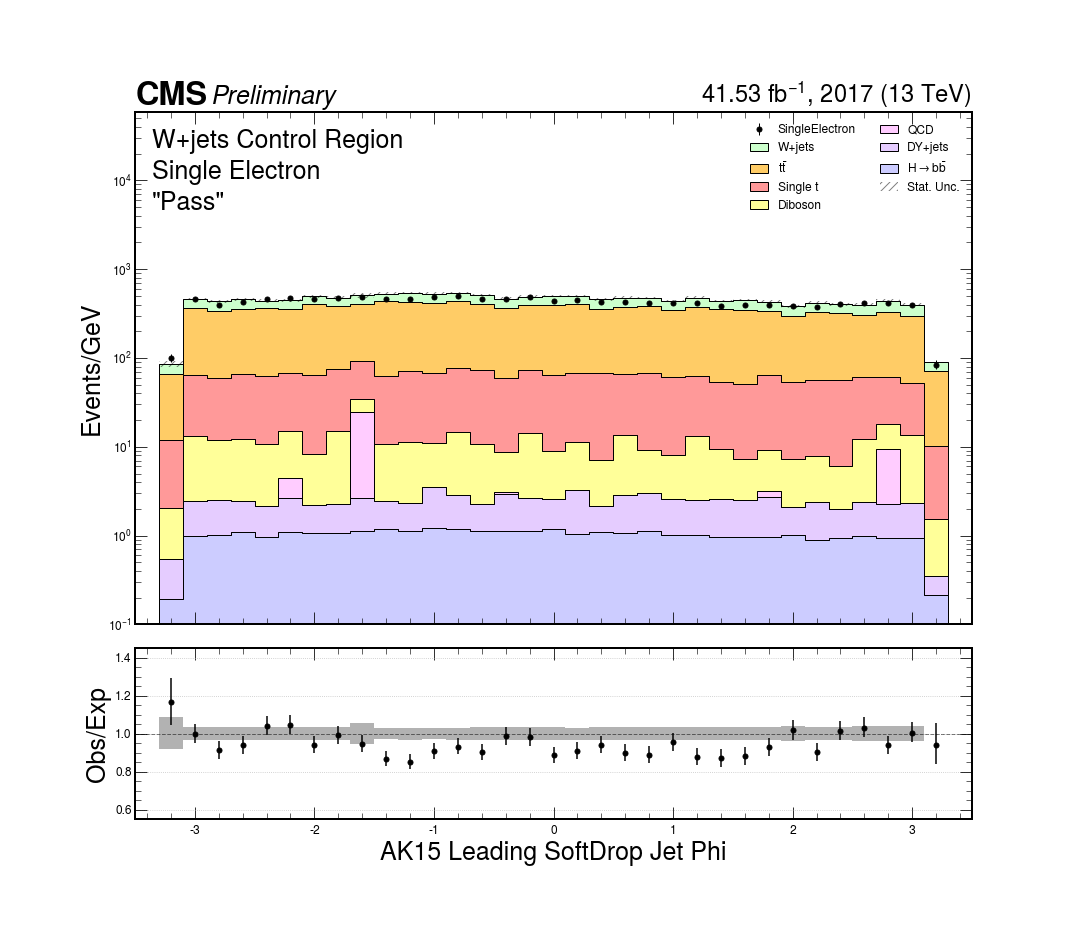 CMS Preliminary
41.53 fb⁻¹, 2017 (13 TeV)
W+jets Control Region
Single Electron
"Pass"
SingleElectron
W+jets
tt̄
Single t
Diboson
QCD
DY+jets
H→bb̄
Stat. Unc.
Events/GeV
10⁴
10³
10²
10¹
10⁰
10⁻¹
Obs/Exp
1.4
1.2
1.0
0.8
0.6
-3 -2 -1 0 1 2 3
AK15 Leading SoftDrop Jet Phi